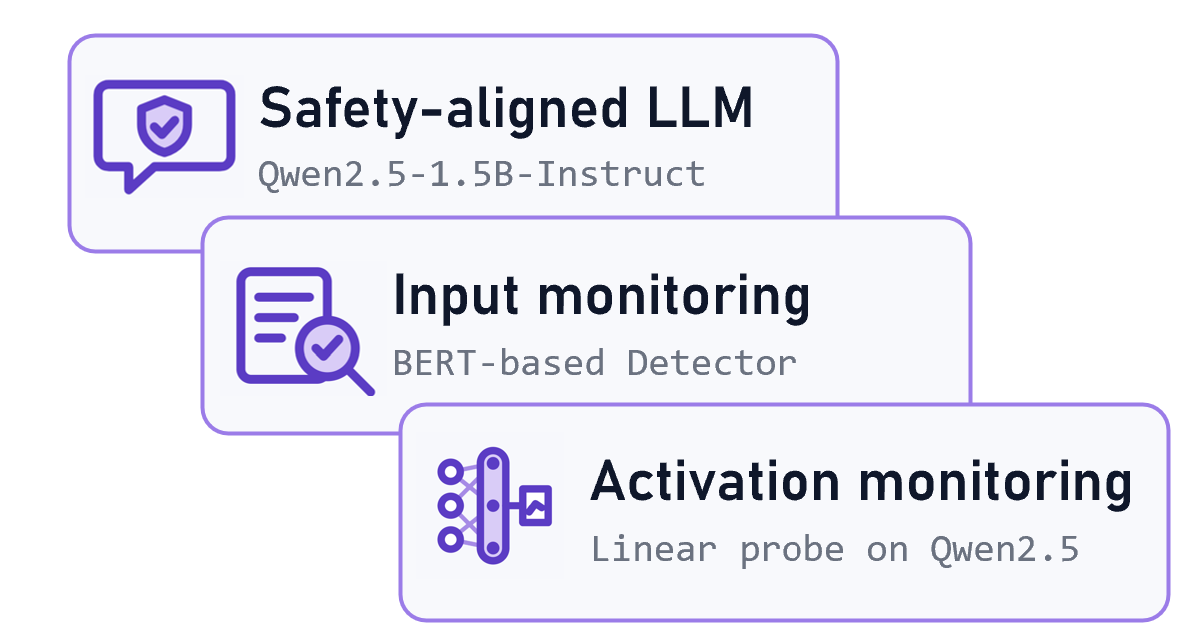 Safety-aligned LLM
Qwen2.5-1.5B-Instruct
Input monitoring
BERT-based Detector
Activation monitoring
Linear probe on Qwen2.5